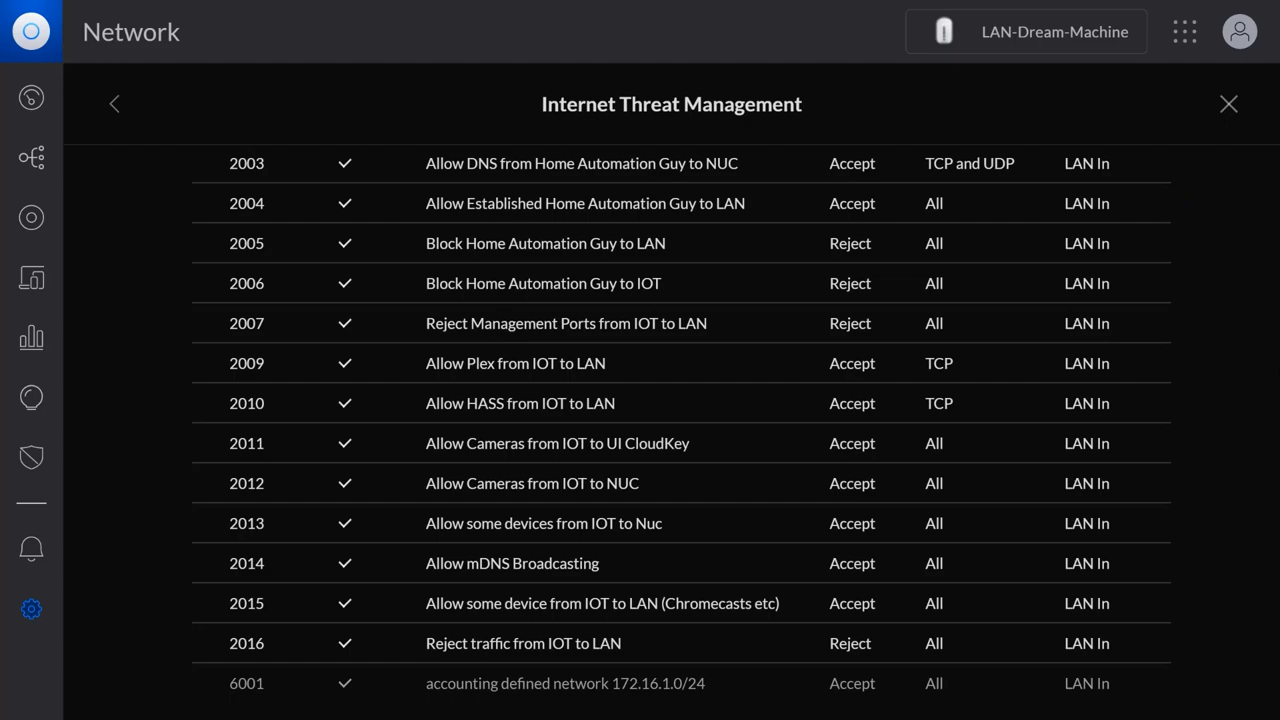 Network
LAN-Dream-Machine
Internet Threat Management
2003 Allow DNS from Home Automation Guy to NUC Accept TCP and UDP LAN In
2004 Allow Established Home Automation Guy to LAN Accept All LAN In
2005 Block Home Automation Guy to LAN Reject All LAN In
2006 Block Home Automation Guy to IOT Reject All LAN In
2007 Reject Management Ports from IOT to LAN Reject All LAN In
2009 Allow Plex from IOT to LAN Accept TCP LAN In
2010 Allow HASS from IOT to LAN Accept TCP LAN In
2011 Allow Cameras from IOT to UI CloudKey Accept All LAN In
2012 Allow Cameras from IOT to NUC Accept All LAN In
2013 Allow some devices from IOT to Nuc Accept All LAN In
2014 Allow mDNS Broadcasting Accept All LAN In
2015 Allow some device from IOT to LAN (Chromecasts etc) Accept All LAN In
2016 Reject traffic from IOT to LAN Reject All LAN In
6001 accounting defined network 172.16.1.0/24 Accept All LAN In